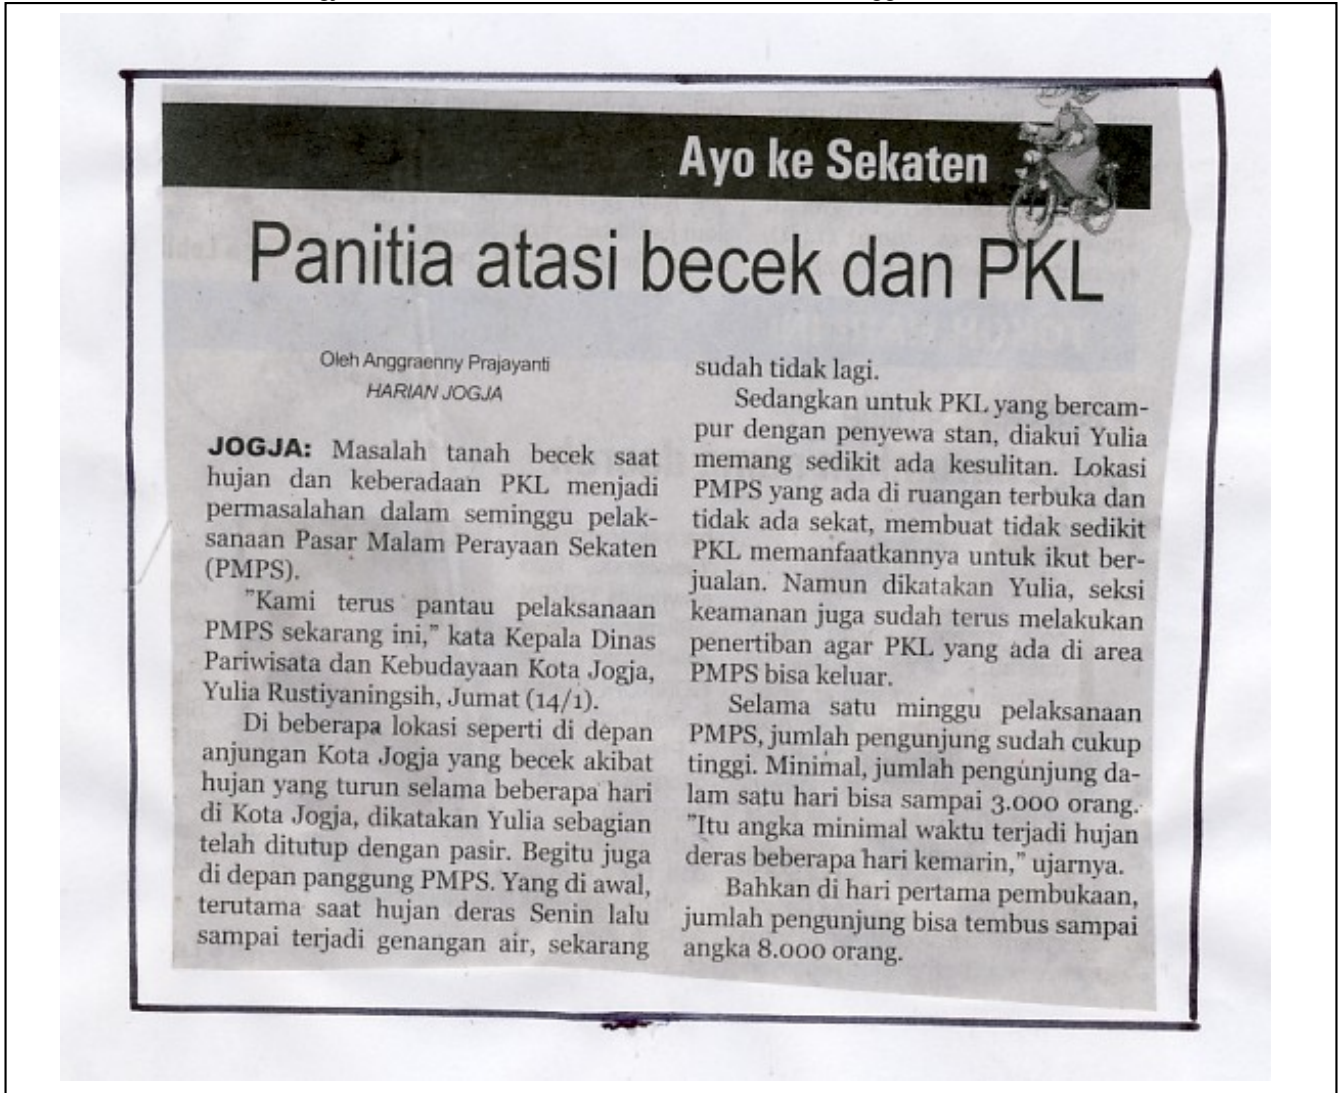 Ayo ke Sekaten
Panitia atasi becek dan PKL
Oleh Anggraenny Prajayanti
HARIAN JOGJA
JOGJA: Masalah tanah becek saat
hujan dan keberadaan PKL menjadi
permasalahan dalam seminggu pelak-
sanaan Pasar Malam Perayaan Sekaten
(PMPS).
"Kami terus pantau pelaksanaan
PMPS sekarang ini," kata Kepala Dinas
Pariwisata dan Kebudayaan Kota Jogja,
Yulia Rustiyaningsih, Jumat (14/1).
Di beberapa lokasi seperti di depan
anjungan Kota Jogja yang becek akibat
hujan yang turun selama beberapa hari
di Kota Jogja, dikatakan Yulia sebagian
telah ditutup dengan pasir. Begitu juga
di depan panggung PMPS. Yang di awal,
terutama saat hujan deras Senin lalu
sampai terjadi genangan air, sekarang
sudah tidak lagi.
Sedangkan untuk PKL yang bercam-
pur dengan penyewa stan, diakui Yulia
memang sedikit ada kesulitan. Lokasi
PMPS yang ada di ruangan terbuka dan
tidak ada sekat, membuat tidak sedikit
PKL memanfaatkannya untuk ikut ber-
jualan. Namun dikatakan Yulia, seksi
keamanan juga sudah terus melakukan
penertiban agar PKL yang ada di area
PMPS bisa keluar.
Selama satu minggu pelaksanaan
PMPS, jumlah pengunjung sudah cukup
tinggi. Minimal, jumlah pengunjung da-
lam satu hari bisa sampai 3.000 orang.
"Itu angka minimal waktu terjadi hujan
deras beberapa hari kemarin," ujarnya.
Bahkan di hari pertama pembukaan,
jumlah pengunjung bisa tembus sampai
angka 8.000 orang.